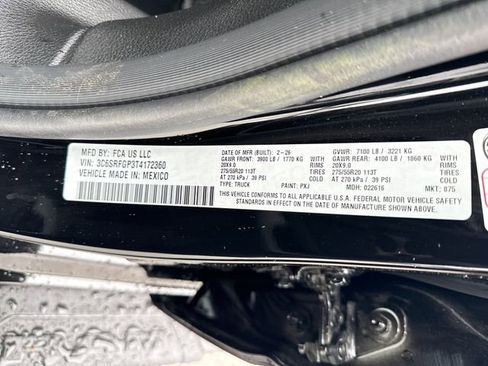 MFD BY: FCA US LLC
VIN: 3C6SRFGP3T4172360
VEHICLE MADE IN: MEXICO
DATE OF MFR (BUILT): 2-26 GVWR: 7100 LB / 3221 KG
GAWR FRONT: 3900 LB / 1770 KG WITH GAWR REAR: 4100 LB / 1860 KG WITH
20X9.0 RIMS 20X9.0 RIMS
275/55R20 113T TIRES 275/55R20 113T TIRES
AT 270 kPa / 39 PSI COLD AT 270 kPa / 39 PSI COLD
TYPE: TRUCK PAINT: PXJ MDH: 022616 MKT: 875
THIS VEHICLE CONFORMS TO ALL APPLICABLE U.S.A. FEDERAL MOTOR VEHICLE SAFETY
STANDARDS IN EFFECT ON THE DATE OF MANUFACTURE SHOWN ABOVE.